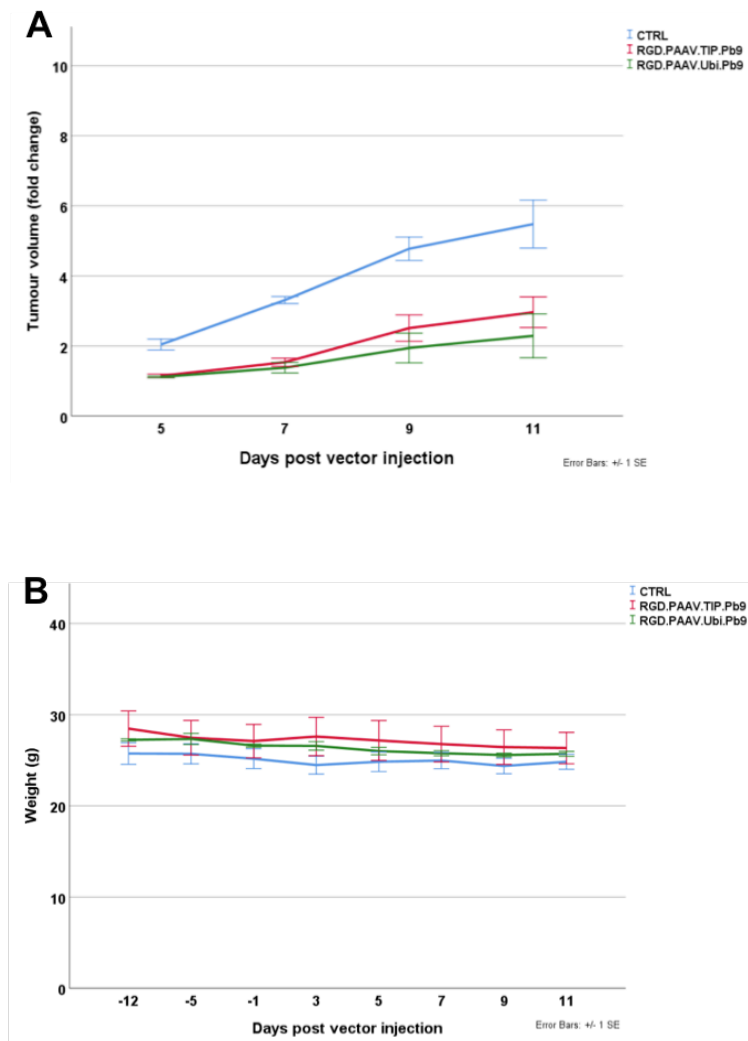 A
CTRL
RGD.PAAV.TIP.Pb9
RGD.PAAV.Ubi.Pb9
Tumour volume (fold change)
10
8
6
4
2
0
5 7 9 11
Days post vector injection
Error Bars: +/- 1 SE
B
CTRL
RGD.PAAV.TIP.Pb9
RGD.PAAV.Ubi.Pb9
Weight (g)
40
30
20
10
0
-12 -5 -1 3 5 7 9 11
Days post vector injection
Error Bars: +/- 1 SE